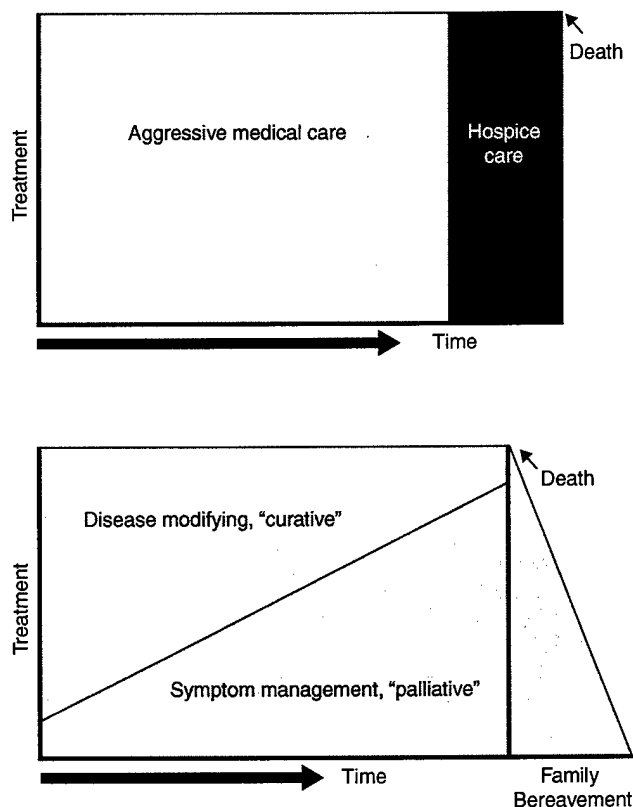 Death
Treatment
Aggressive medical care
Hospice
care
Time
Death
Disease modifying, “curative”
Treatment
Symptom management, “palliative”
Time
Family
Bereavement